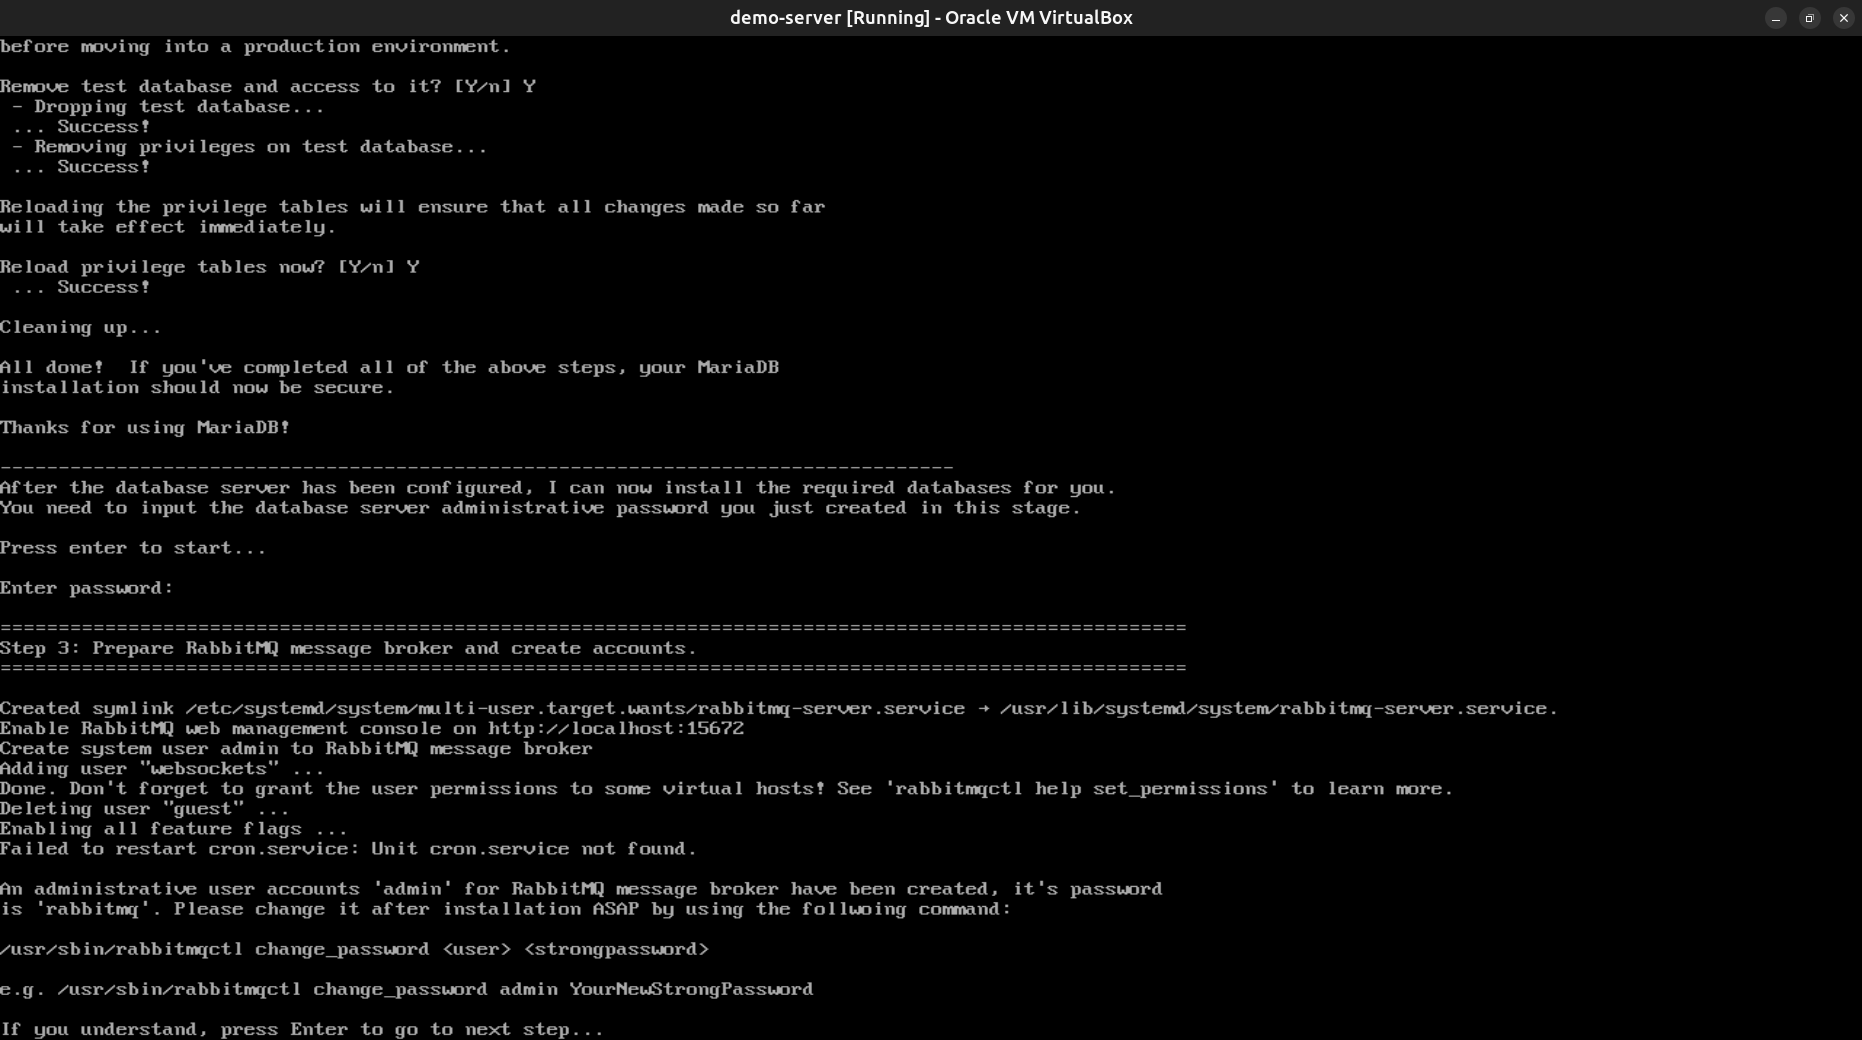 demo-server [Running] - Oracle VM VirtualBox
before moving into a production environment.
Remove test database and access to it? [Y/n] Y
 - Dropping test database...
 ... Success!
 - Removing privileges on test database...
 ... Success!
Reloading the privilege tables will ensure that all changes made so far
will take effect immediately.
Reload privilege tables now? [Y/n] Y
 ... Success!
Cleaning up...
All done!  If you've completed all of the above steps, your MariaDB
installation should now be secure.
Thanks for using MariaDB!
----------------------------------------------------------------------------------
After the database server has been configured, I can now install the required databases for you.
You need to input the database server administrative password you just created in this stage.
Press enter to start...
Enter password:
======================================================================================================
Step 3: Prepare RabbitMQ message broker and create accounts.
======================================================================================================
Created symlink /etc/systemd/system/multi-user.target.wants/rabbitmq-server.service → /usr/lib/systemd/system/rabbitmq-server.service.
Enable RabbitMQ web management console on http://localhost:15672
Create system user admin to RabbitMQ message broker
Adding user "websockets" ...
Done. Don't forget to grant the user permissions to some virtual hosts! See 'rabbitmqctl help set_permissions' to learn more.
Deleting user "guest" ...
Enabling all feature flags ...
Failed to restart cron.service: Unit cron.service not found.
An administrative user accounts 'admin' for RabbitMQ message broker have been created, it's password
is 'rabbitmq'. Please change it after installation ASAP by using the follwoing command:
/usr/sbin/rabbitmqctl change_password <user> <strongpassword>
e.g. /usr/sbin/rabbitmqctl change_password admin YourNewStrongPassword
If you understand, press Enter to go to next step...